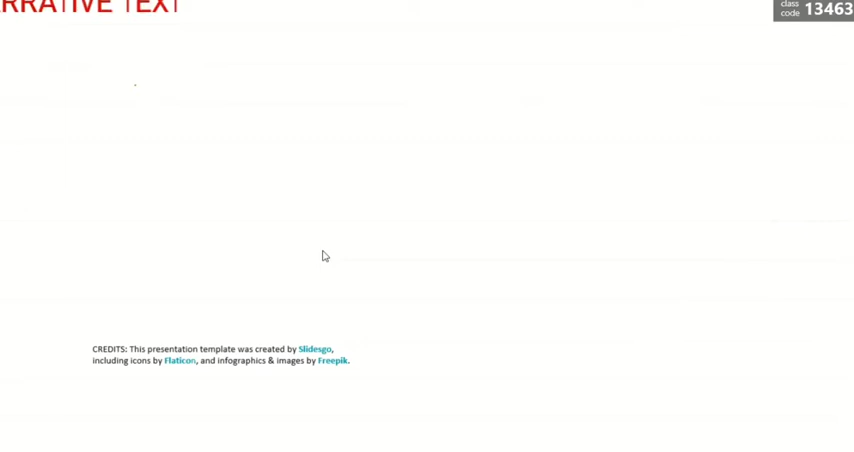 NARRATIVE TEXT
class
code 13463
CREDITS: This presentation template was created by Slidesgo,
including icons by Flaticon, and infographics & images by Freepik.